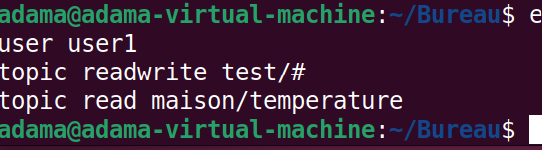 adama@adama-virtual-machine:~/Bureau$ e
user user1
topic readwrite test/#
topic read maison/temperature
adama@adama-virtual-machine:~/Bureau$